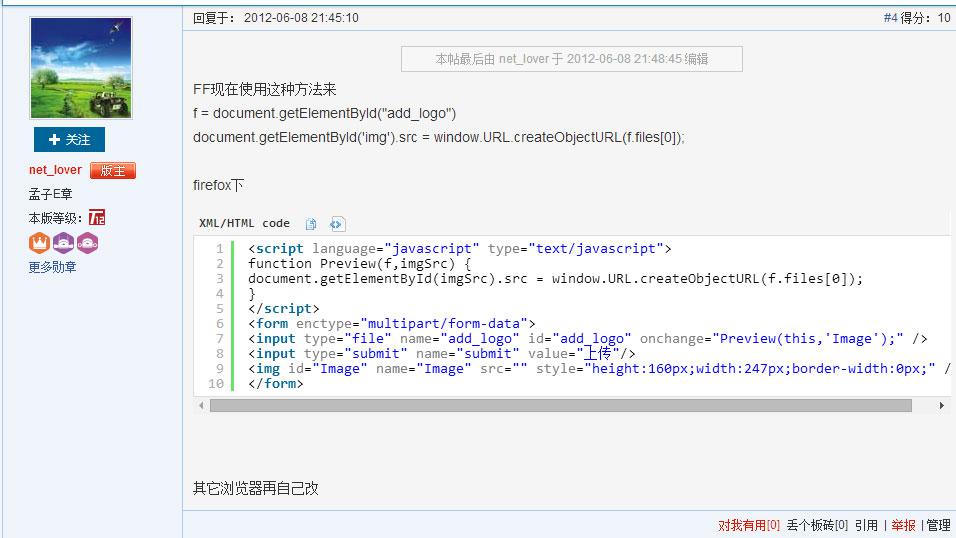 回复于： 2012-06-08 21:45:10
#4 得分：10
本帖最后由 net_lover 于 2012-06-08 21:48:45 编辑
+ 关注
net_lover 版主
孟子E章
本版等级：T12
更多勋章
FF现在使用这种方法来
f = document.getElementById("add_logo")
document.getElementById('img').src = window.URL.createObjectURL(f.files[0]);
firefox下
XML/HTML code
1 <script language="javascript" type="text/javascript">
2 function Preview(f,imgSrc) {
3 document.getElementById(imgSrc).src = window.URL.createObjectURL(f.files[0]);
4 }
5 </script>
6 <form enctype="multipart/form-data">
7 <input type="file" name="add_logo" id="add_logo" onchange="Preview(this,'Image');" />
8 <input type="submit" name="submit" value="上传"/>
9 <img id="Image" name="Image" src="" style="height:160px;width:247px;border-width:0px;" /
10 </form>
其它浏览器再自己改
对我有用[0] 丢个板砖[0] 引用 | 举报 | 管理